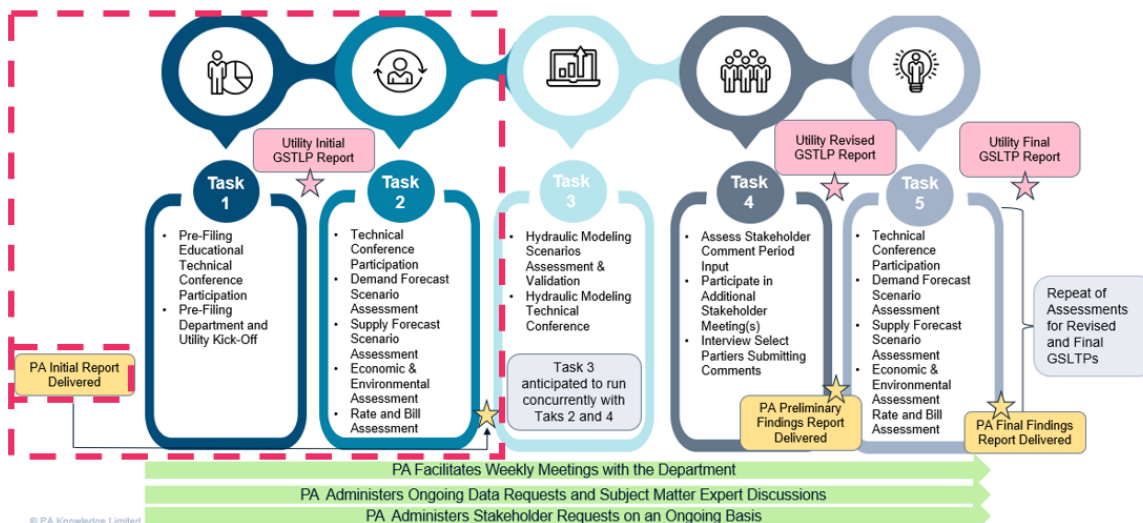 Utility Initial
GSTLP Report
Utility Revised
GSTLP Report
Utility Final
GSLTP Report
Task
1
• Pre-Filing
Educational
Technical
Conference
Participation
• Pre-Filing
Department and
Utility Kick-Off
Task
2
• Technical
Conference
Participation
• Demand Forecast
Scenario
Assessment
• Supply Forecast
Scenario
Assessment
• Economic &
Environmental
Assessment
• Rate and Bill
Assessment
Task
3
• Hydraulic Modeling
Scenarios
Assessment &
Validation
• Hydraulic Modeling
Technical
Conference
Task 3
anticipated to run
concurrently with
Taks 2 and 4
Task
4
• Assess Stakeholder
Comment Period
Input
• Participate in
Additional
Stakeholder
Meeting(s)
• Interview Select
Partiers Submitting
Comments
Task
5
• Technical
Conference
Participation
• Demand Forecast
Scenario
Assessment
• Supply Forecast
Scenario
Assessment
• Economic &
Environmental
Assessment
Rate and Bill
Assessment
Repeat of
Assessments
for Revised
and Final
GSLTPs
PA Initial Report
Delivered
PA Preliminary
Findings Report
Delivered
PA Final Findings
Report Delivered
PA Facilitates Weekly Meetings with the Department
PA Administers Ongoing Data Requests and Subject Matter Expert Discussions
PA Administers Stakeholder Requests on an Ongoing Basis
© PA Knowledge Limited